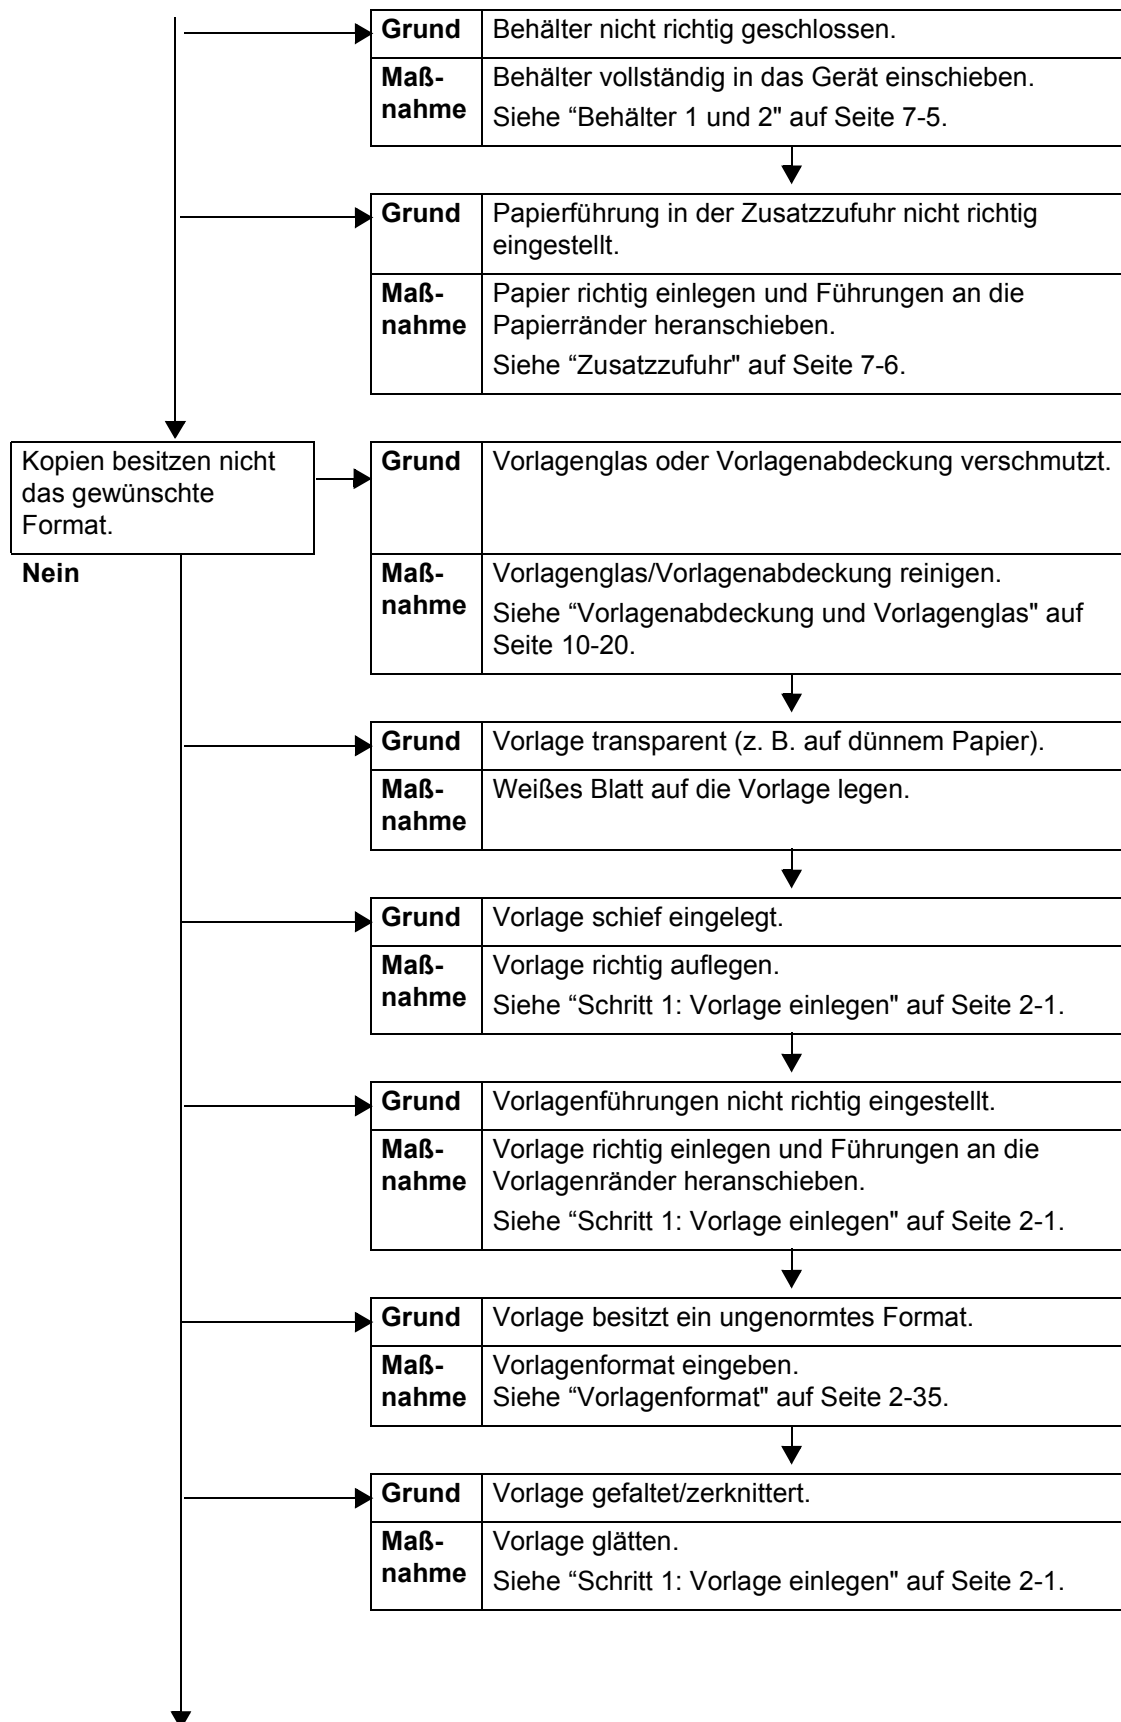 Grund Behälter nicht richtig geschlossen.
Maß-
nahme
Behälter vollständig in das Gerät einschieben.
Siehe “Behälter 1 und 2" auf Seite 7-5.
Grund Papierführung in der Zusatzzufuhr nicht richtig
eingestellt.
Maß-
nahme
Papier richtig einlegen und Führungen an die
Papierränder heranschieben.
Siehe “Zusatzzufuhr" auf Seite 7-6.
Kopien besitzen nicht
das gewünschte
Format.
Nein
Grund Vorlagenglas oder Vorlagenabdeckung verschmutzt.
Maß-
nahme
Vorlagenglas/Vorlagenabdeckung reinigen.
Siehe “Vorlagenabdeckung und Vorlagenglas" auf
Seite 10-20.
Grund Vorlage transparent (z. B. auf dünnem Papier).
Maß-
nahme
Weißes Blatt auf die Vorlage legen.
Grund Vorlage schief eingelegt.
Maß-
nahme
Vorlage richtig auflegen.
Siehe “Schritt 1: Vorlage einlegen" auf Seite 2-1.
Grund Vorlagenführungen nicht richtig eingestellt.
Maß-
nahme
Vorlage richtig einlegen und Führungen an die
Vorlagenränder heranschieben.
Siehe “Schritt 1: Vorlage einlegen" auf Seite 2-1.
Grund Vorlage besitzt ein ungenormtes Format.
Maß-
nahme
Vorlagenformat eingeben.
Siehe “Vorlagenformat" auf Seite 2-35.
Grund Vorlage gefaltet/zerknittert.
Maß-
nahme
Vorlage glätten.
Siehe “Schritt 1: Vorlage einlegen" auf Seite 2-1.